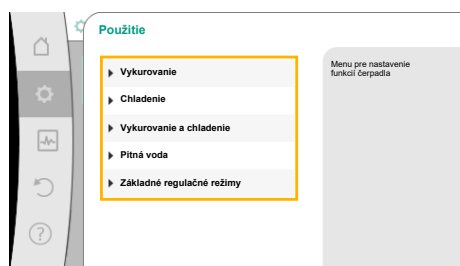 Použitie
Vykurovanie
Chladenie
Vykurovanie a chladenie
Pitná voda
Základné regulačné režimy
Menu pre nastavenie
funkcií čerpadla
?